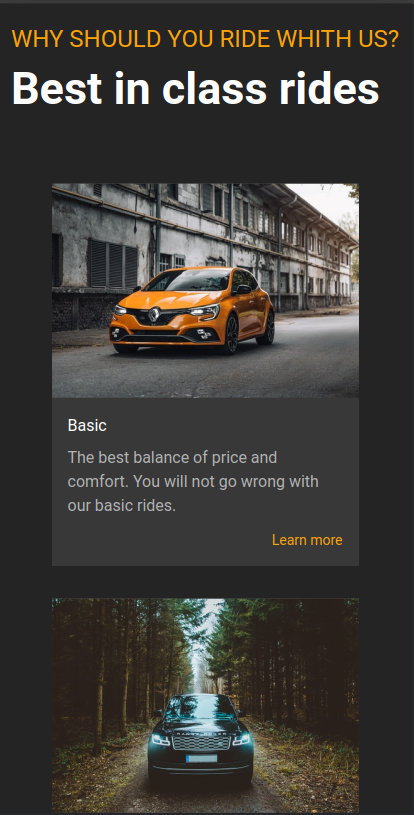 WHY SHOULD YOU RIDE WHITH US?
Best in class rides
Basic
The best balance of price and
comfort. You will not go wrong with
our basic rides.
Learn more